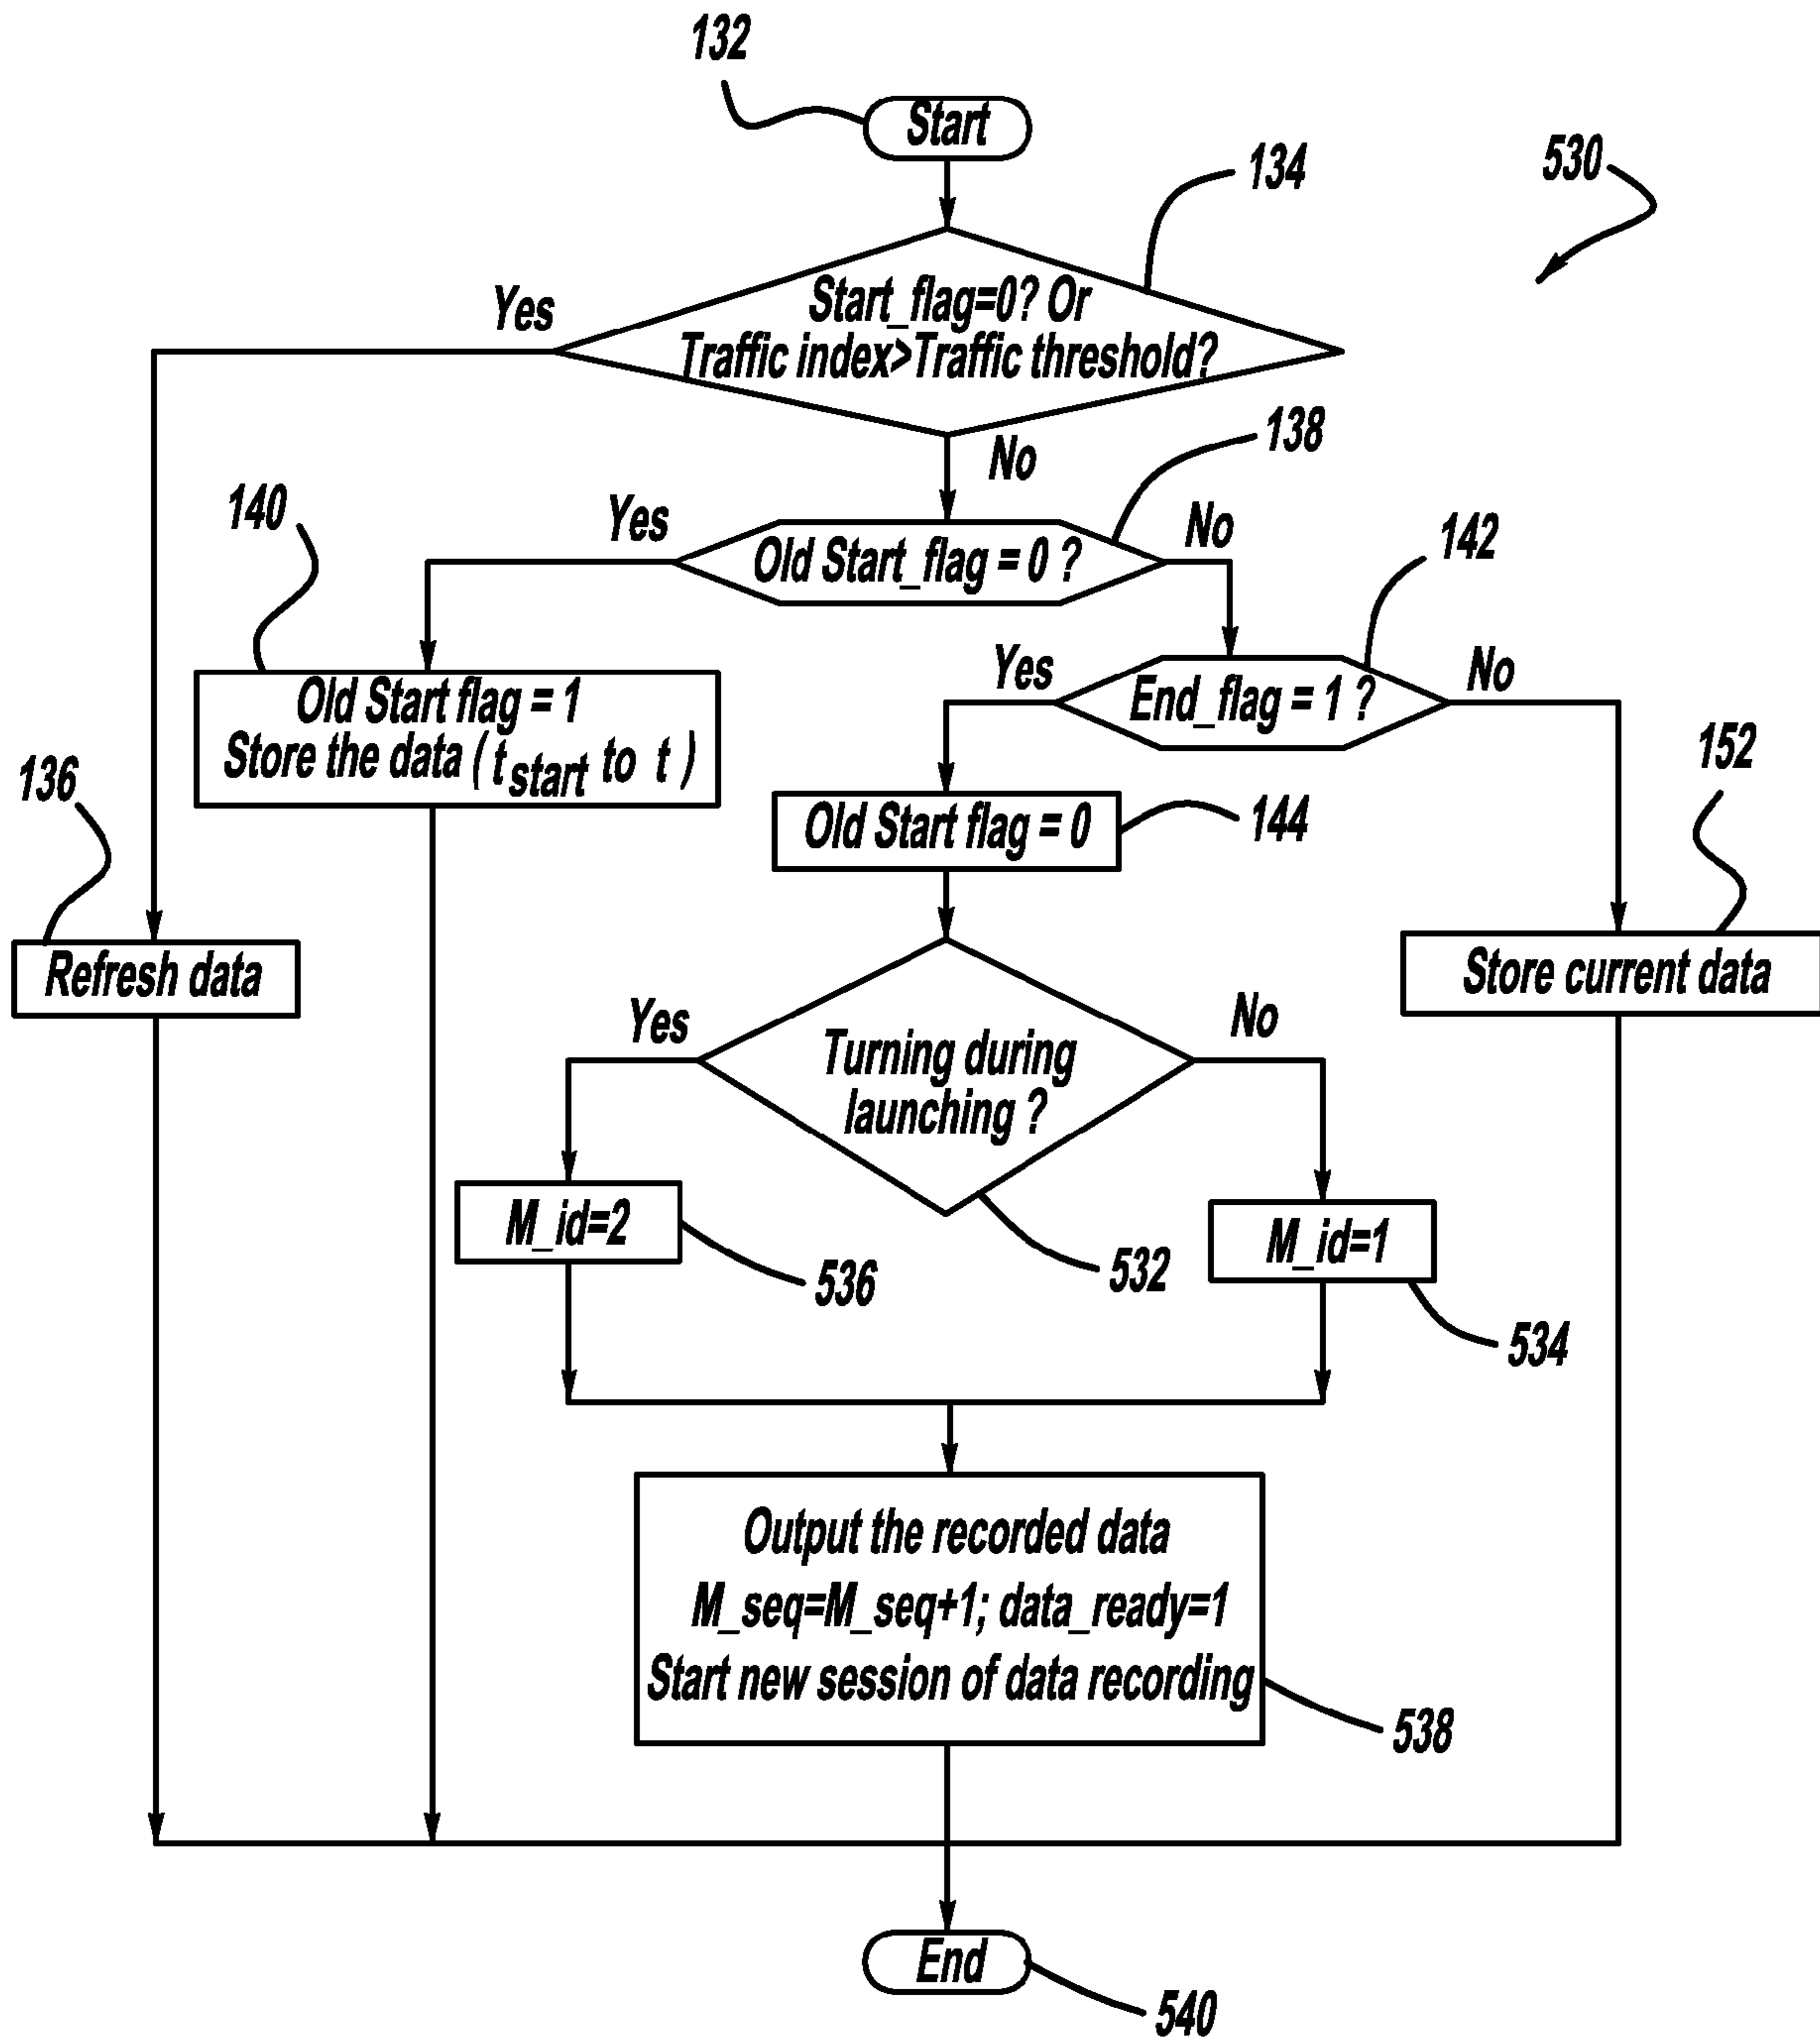 132
Start
134
530
Yes
Start_flag=0? Or
Traffic index>Traffic threshold?
No
138
140
Yes
Old Start_flag = 0 ?
No
142
Old Start flag = 1
Store the data (tstart to t)
Yes
End_flag = 1 ?
No
152
136
Old Start flag = 0
144
Refresh data
Store current data
Yes
Turning during
launching ?
No
M_id=2
536
532
M_id=1
534
Output the recorded data
M_seq=M_seq+1; data_ready=1
Start new session of data recording
538
End
540